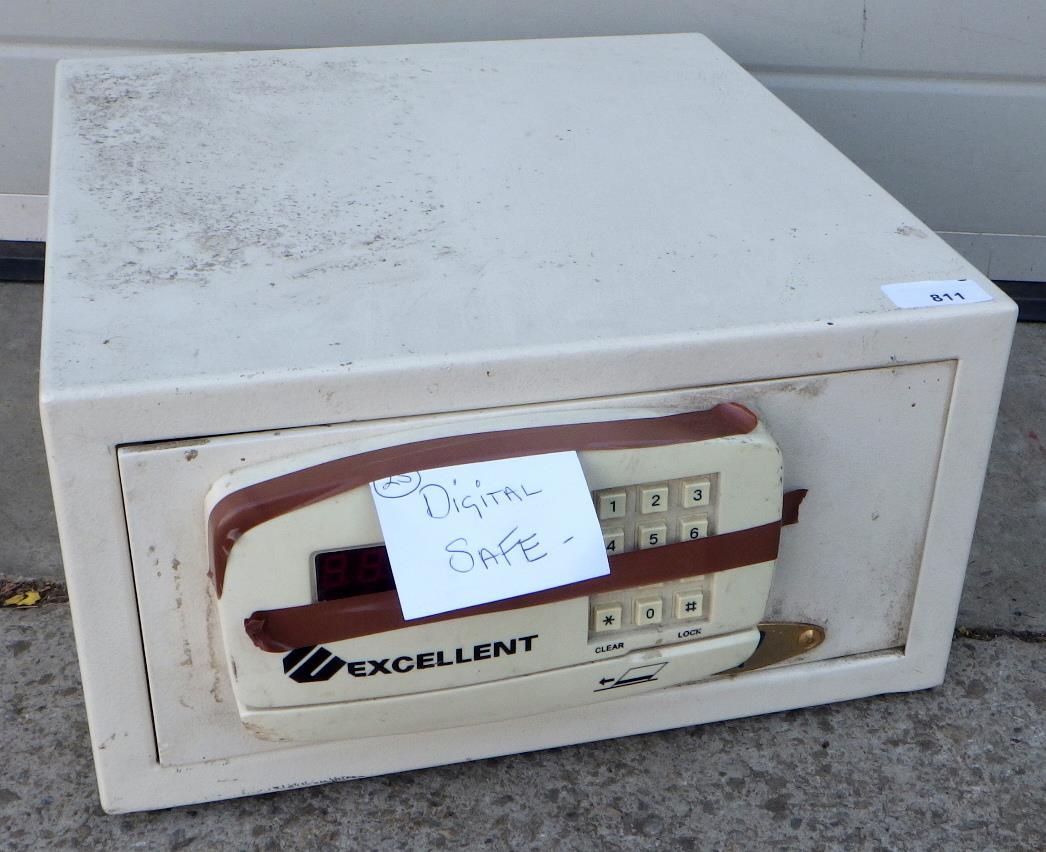 811
Digital
SAFE -
1 2 3
4 5 6
* 0 #
CLEAR LOCK
EXCELLENT